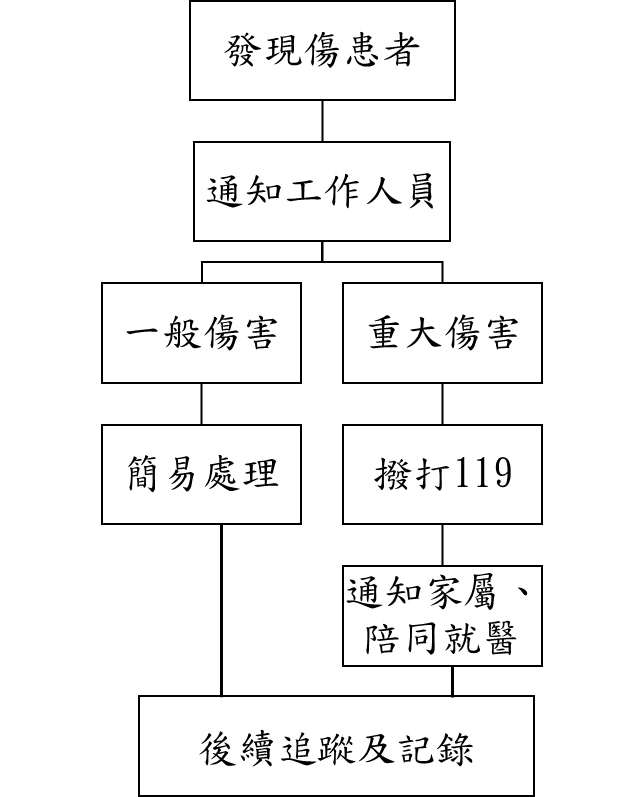 發現傷患者
通知工作人員
一般傷害
重大傷害
簡易處理
撥打119
通知家屬、
陪同就醫
後續追蹤及記錄